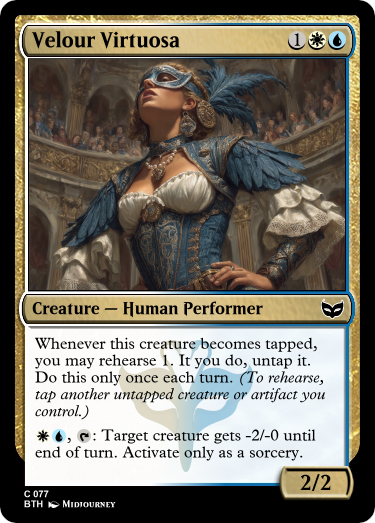 Velour Virtuosa 1
Creature — Human Performer
Whenever this creature becomes tapped,
you may rehearse 1. It you do, untap it.
Do this only once each turn. (To rehearse,
tap another untapped creature or artifact you
control.)
, : Target creature gets -2/-0 until
end of turn. Activate only as a sorcery.
2/2
C 077
BTH Midjourney